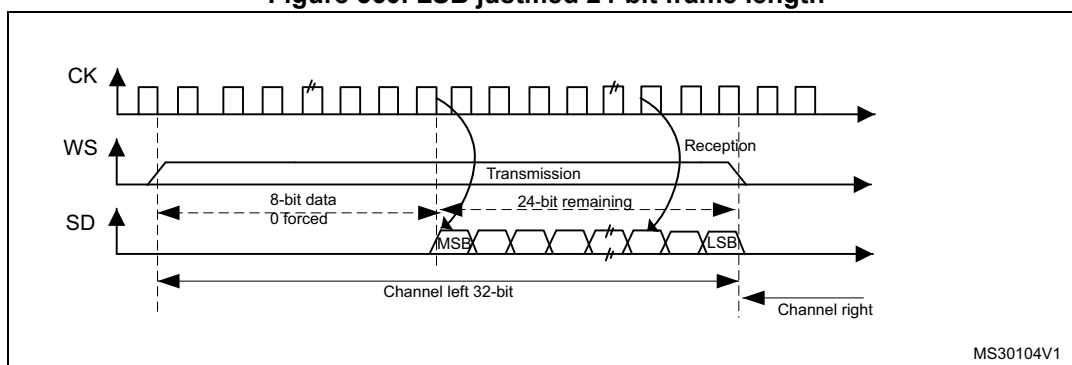 Figure 360. LSB justified 24-bit frame length
CK
WS
Reception
Transmission
8-bit data
0 forced
24-bit remaining
SD
MSB
LSB
Channel left 32-bit
Channel right
MS30104V1